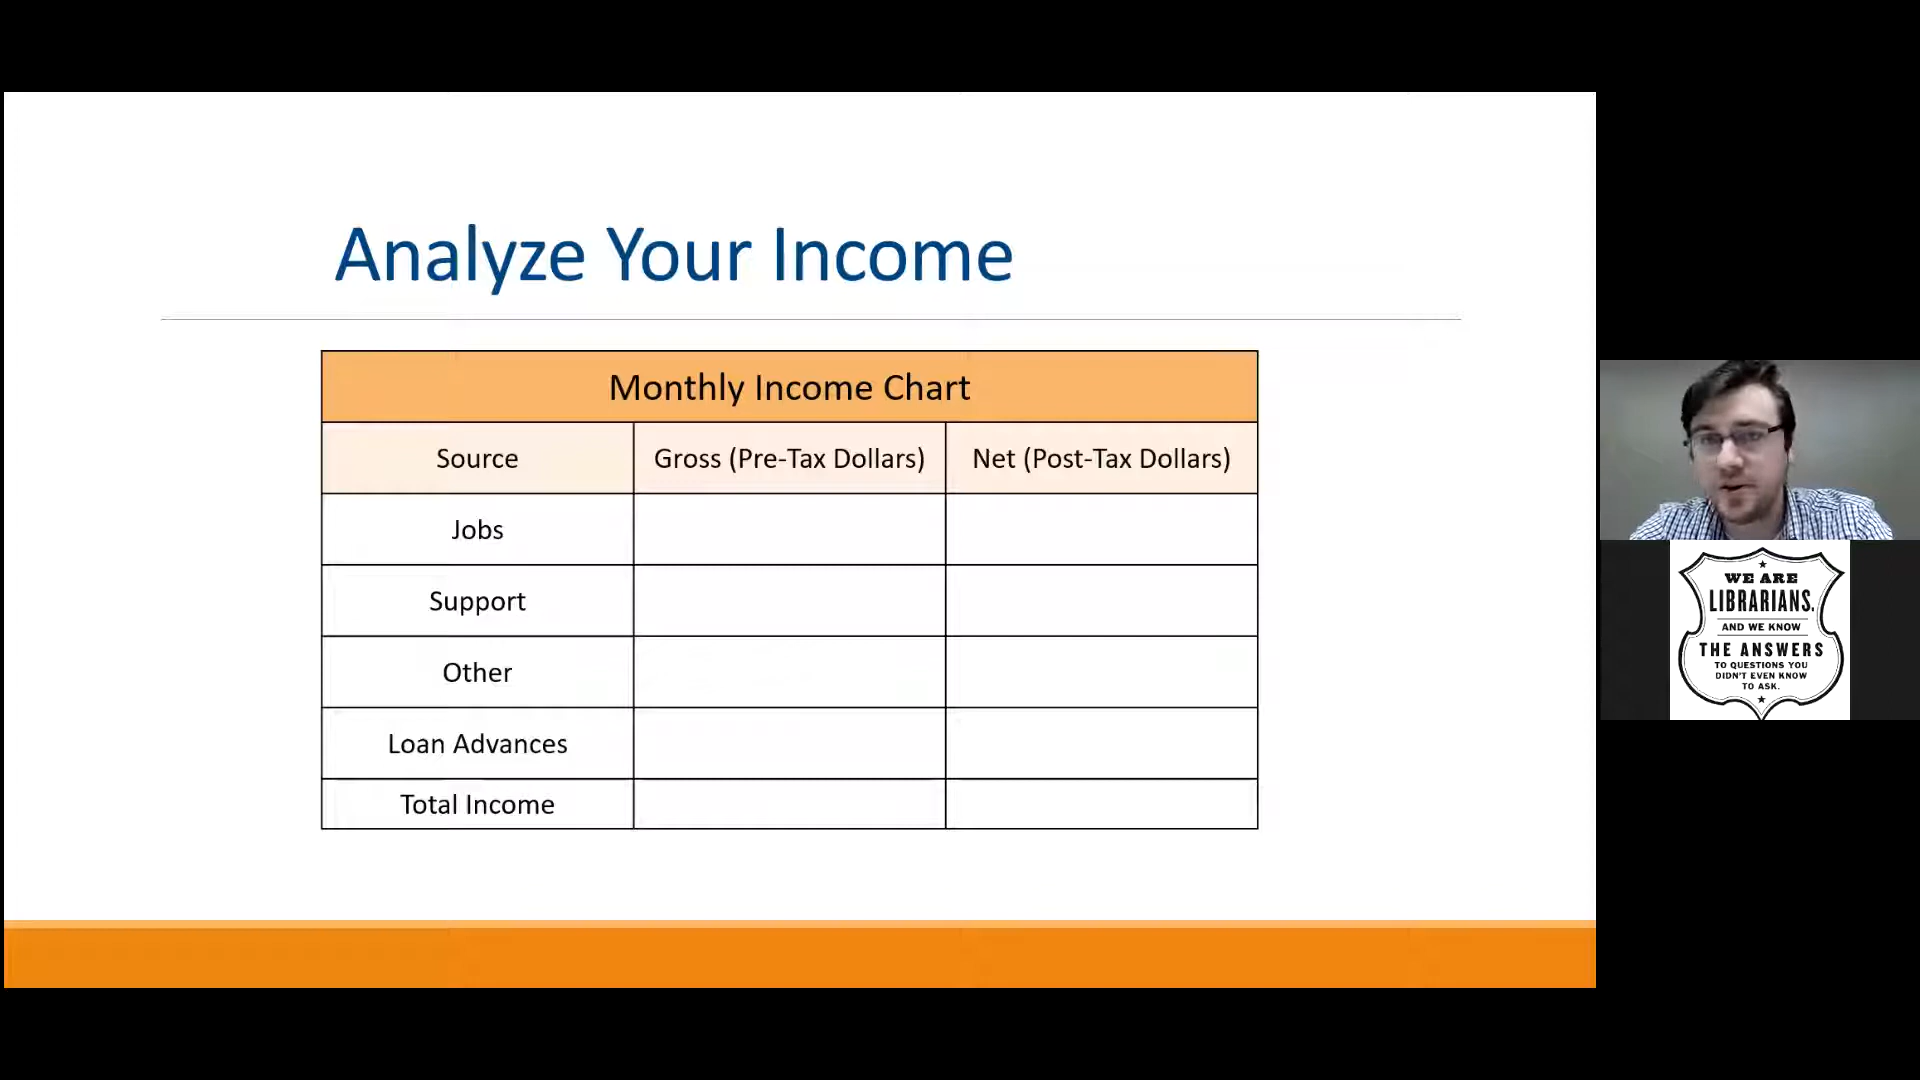 Analyze Your Income
Monthly Income Chart
Source
Gross (Pre-Tax Dollars)
Net (Post-Tax Dollars)
Jobs
Support
Other
Loan Advances
Total Income
WE ARE
LIBRARIANS.
AND WE KNOW
THE ANSWERS
TO QUESTIONS YOU
DIDN'T EVEN KNOW
TO ASK.